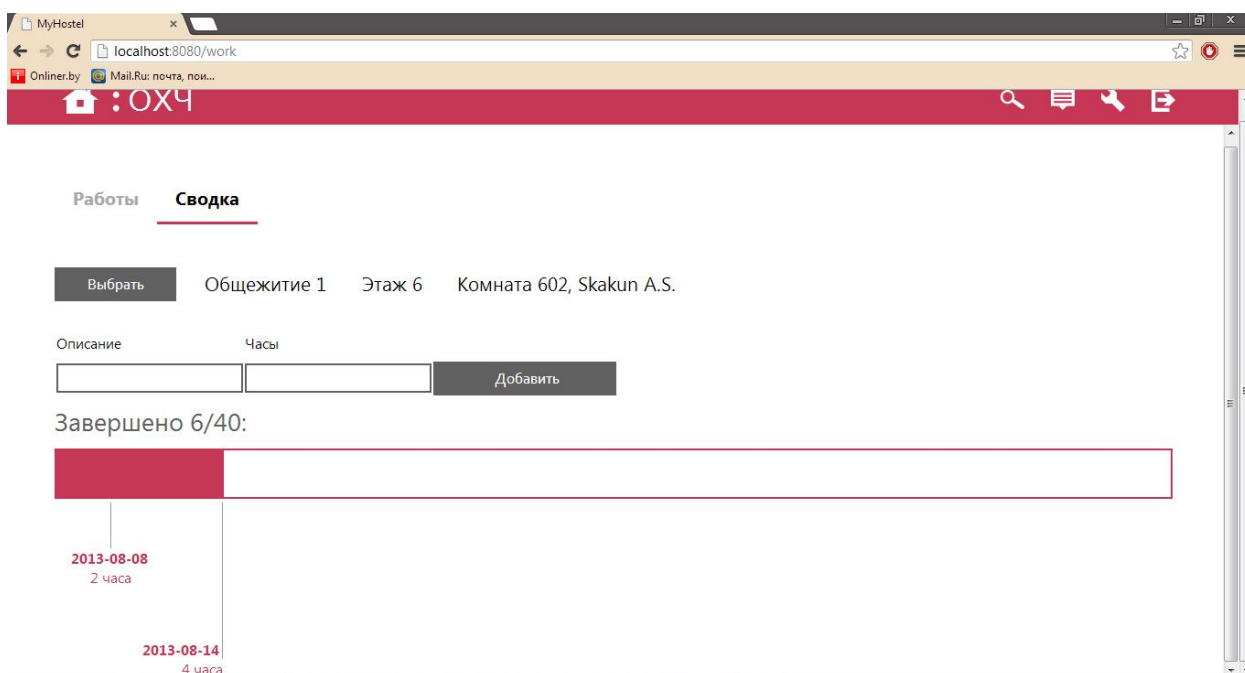 MyHostel
localhost:8080/work
Onliner.by Mail.Ru: почта, пои...
: ОХЧ
Работы Сводка
Выбрать Общежитие 1 Этаж 6 Комната 602, Skakun A.S.
Описание Часы
Добавить
Завершено 6/40:
2013-08-08
2 часа
2013-08-14
4 часа